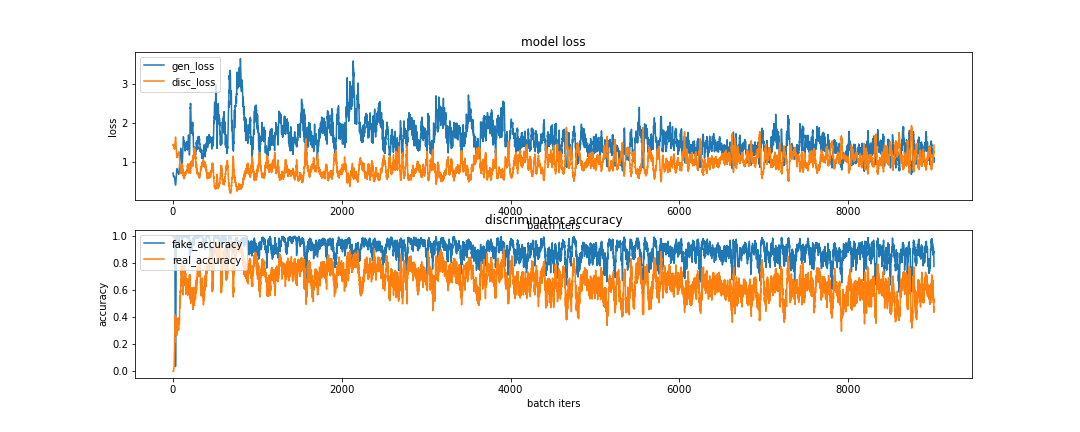 model loss
gen_loss
disc_loss
3
2
1
loss
0
2000
4000
6000
8000
batch iters
discriminator accuracy
fake_accuracy
real_accuracy
1.0
0.8
0.6
0.4
0.2
0.0
accuracy
0
2000
4000
6000
8000
batch iters